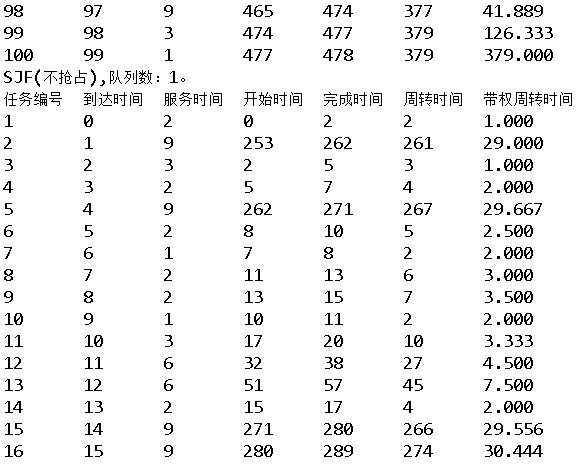 98 97 9 465 474 377 41.889
99 98 3 474 477 379 126.333
100 99 1 477 478 379 379.000
SJF(不抢占),队列数：1。
任务编号 到达时间 服务时间 开始时间 完成时间 周转时间 带权周转时间
1 0 2 0 2 2 1.000
2 1 9 253 262 261 29.000
3 2 3 2 5 3 1.000
4 3 2 5 7 4 2.000
5 4 9 262 271 267 29.667
6 5 2 8 10 5 2.500
7 6 1 7 8 2 2.000
8 7 2 11 13 6 3.000
9 8 2 13 15 7 3.500
10 9 1 10 11 2 2.000
11 10 3 17 20 10 3.333
12 11 6 32 38 27 4.500
13 12 6 51 57 45 7.500
14 13 2 15 17 4 2.000
15 14 9 271 280 266 29.556
16 15 9 280 289 274 30.444